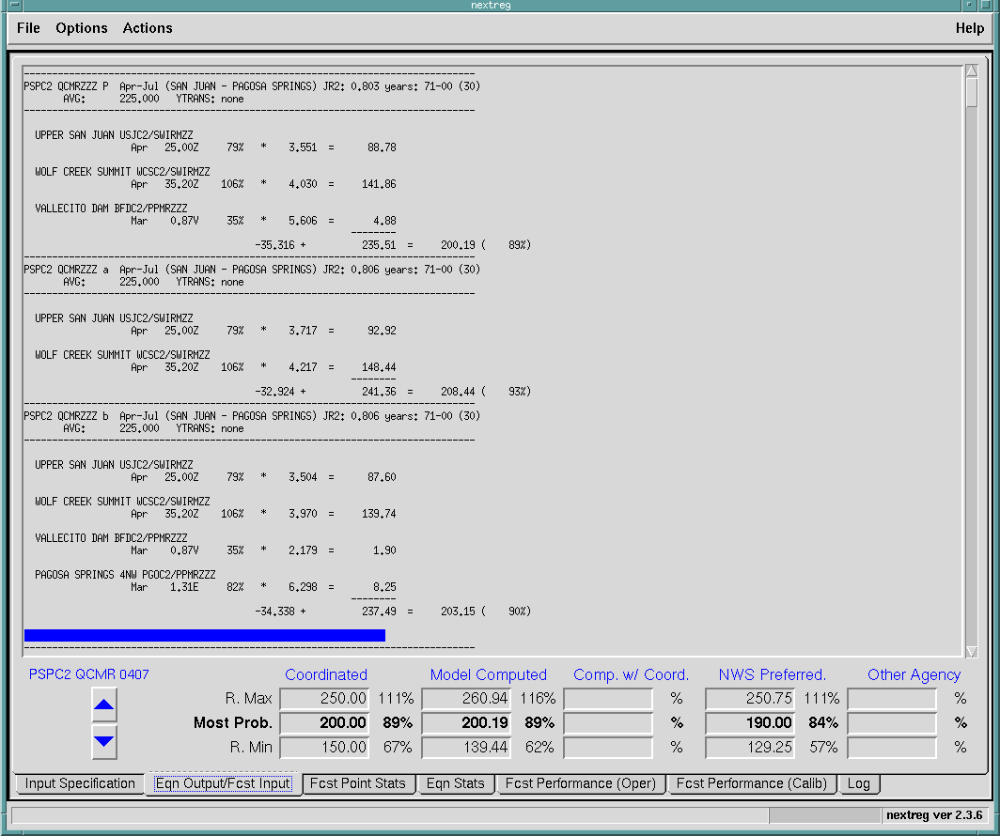 nextreg
File Options Actions Help
--------------------------------------------------------------------------------
PSPC2 QCMRZZZ P  Apr-Jul (SAN JUAN - PAGOSA SPRINGS) JR2: 0.803 years: 71-00 (30)
AVG:      225.000   YTRANS: none
--------------------------------------------------------------------------------
UPPER SAN JUAN USJC2/SWIRMZZ
Apr   25.00Z     79%   *    3.551  =      88.78
WOLF CREEK SUMMIT WCSC2/SWIRMZZ
Apr   35.20Z    106%   *    4.030  =     141.86
VALLECITO DAM BFDC2/PPMRZZZ
Mar    0.87V     35%   *    5.606  =       4.88
--------
-35.316 +          235.51  =     200.19 (    89%)
--------------------------------------------------------------------------------
PSPC2 QCMRZZZ a  Apr-Jul (SAN JUAN - PAGOSA SPRINGS) JR2: 0.806 years: 71-00 (30)
AVG:      225.000   YTRANS: none
--------------------------------------------------------------------------------
UPPER SAN JUAN USJC2/SWIRMZZ
Apr   25.00Z     79%   *    3.717  =      92.92
WOLF CREEK SUMMIT WCSC2/SWIRMZZ
Apr   35.20Z    106%   *    4.217  =     148.44
--------
-32.924 +          241.36  =     208.44 (    93%)
--------------------------------------------------------------------------------
PSPC2 QCMRZZZ b  Apr-Jul (SAN JUAN - PAGOSA SPRINGS) JR2: 0.806 years: 71-00 (30)
AVG:      225.000   YTRANS: none
--------------------------------------------------------------------------------
UPPER SAN JUAN USJC2/SWIRMZZ
Apr   25.00Z     79%   *    3.504  =      87.60
WOLF CREEK SUMMIT WCSC2/SWIRMZZ
Apr   35.20Z    106%   *    3.970  =     139.74
VALLECITO DAM BFDC2/PPMRZZZ
Mar    0.87V     35%   *    2.179  =       1.90
PAGOSA SPRINGS 4NW PGOC2/PPMRZZZ
Mar    1.31E     82%   *    6.298  =       8.25
--------
-34.338 +          237.49  =     203.15 (    90%)
--------------------------------------------------------------------------------
PSPC2 QCMR 0407 Coordinated Model Computed Comp. w/ Coord. NWS Preferred. Other Agency
R. Max 250.00 111% 260.94 116% % 250.75 111% %
Most Prob. 200.00 89% 200.19 89% % 190.00 84% %
R. Min 150.00 67% 139.44 62% % 129.25 57% %
Input Specification Eqn Output/Fcst Input Fcst Point Stats Eqn Stats Fcst Performance (Oper) Fcst Performance (Calib) Log
nextreg ver 2.3.6